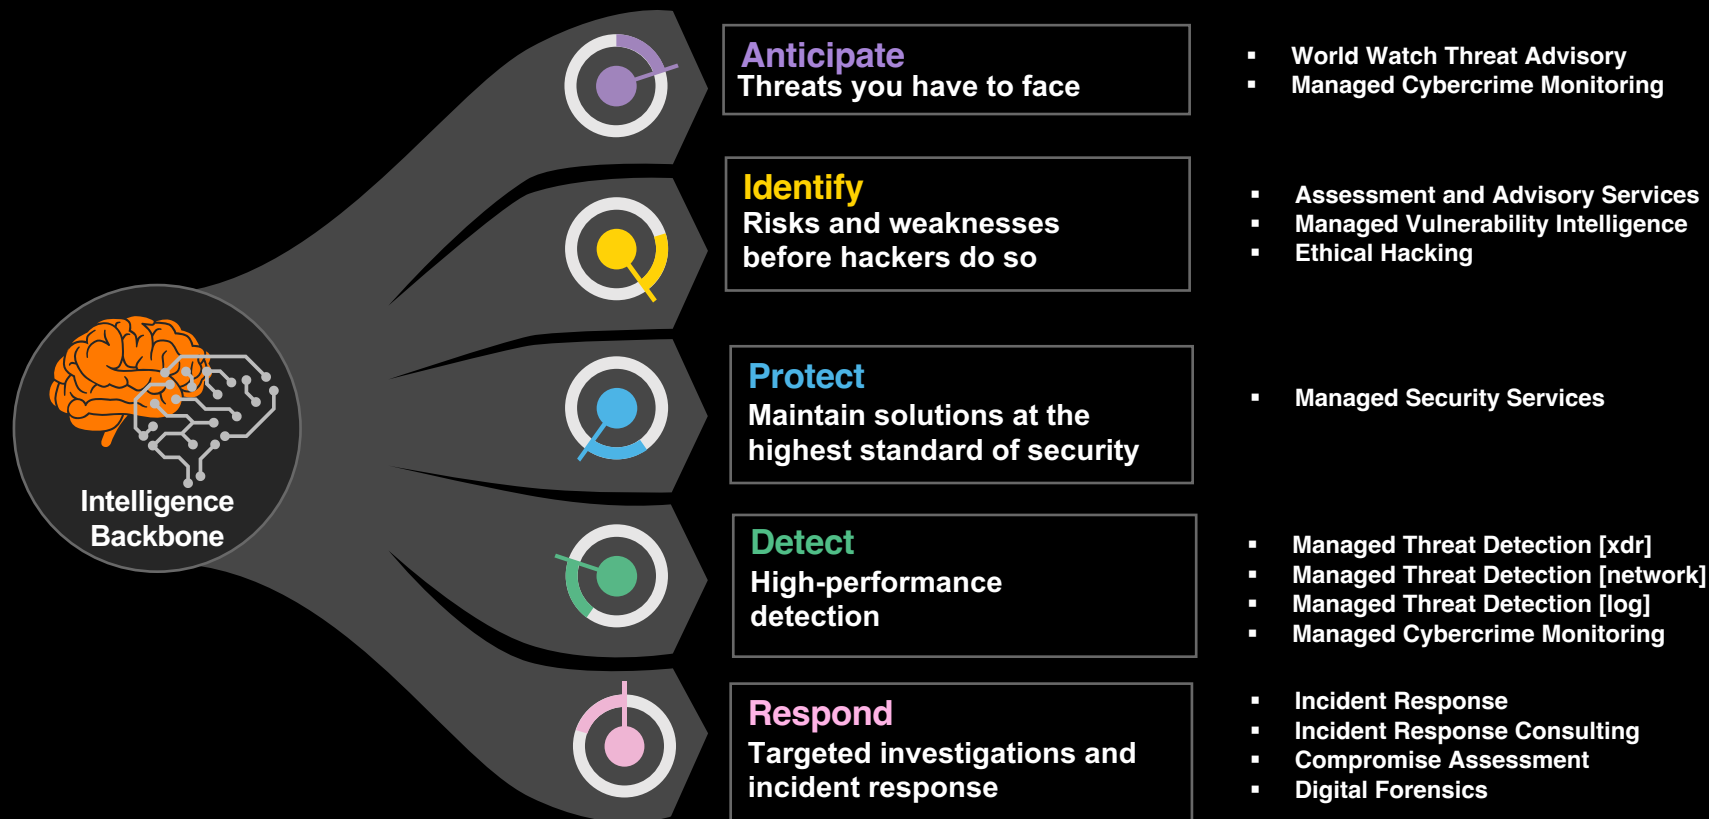 Intelligence
Backbone
Anticipate
Threats you have to face
▪ World Watch Threat Advisory
▪ Managed Cybercrime Monitoring
Identify
Risks and weaknesses
before hackers do so
▪ Assessment and Advisory Services
▪ Managed Vulnerability Intelligence
▪ Ethical Hacking
Protect
Maintain solutions at the
highest standard of security
▪ Managed Security Services
Detect
High-performance
detection
▪ Managed Threat Detection [xdr]
▪ Managed Threat Detection [network]
▪ Managed Threat Detection [log]
▪ Managed Cybercrime Monitoring
Respond
Targeted investigations and
incident response
▪ Incident Response
▪ Incident Response Consulting
▪ Compromise Assessment
▪ Digital Forensics